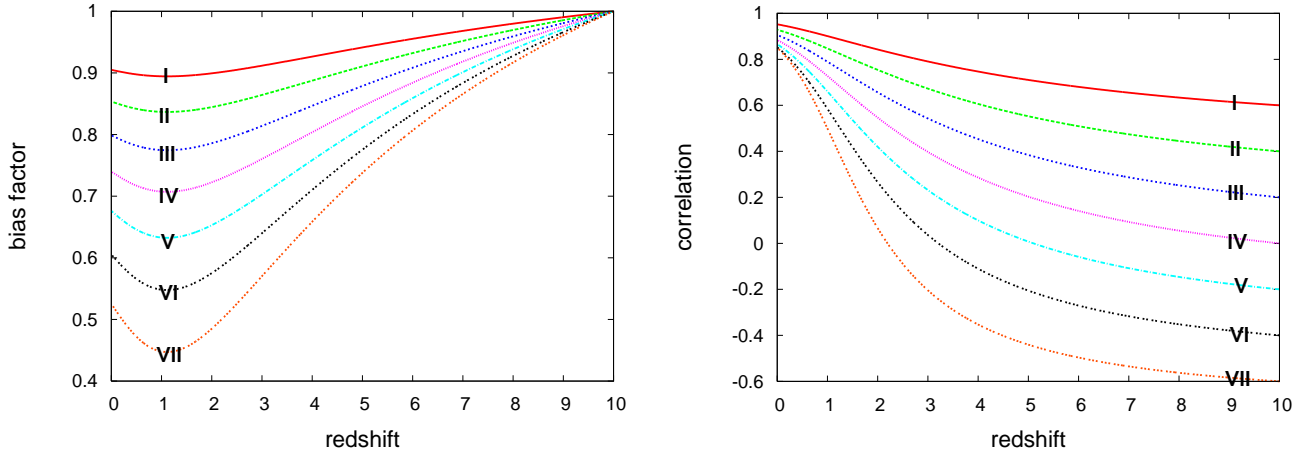 1
0.9
0.8
0.7
0.6
0.5
0.4
0 1 2 3 4 5 6 7 8 9 10
bias factor
redshift
I
II
III
IV
V
VI
VII
1
0.8
0.6
0.4
0.2
0
-0.2
-0.4
-0.6
0 1 2 3 4 5 6 7 8 9 10
correlation
redshift
I
II
III
IV
V
VI
VII